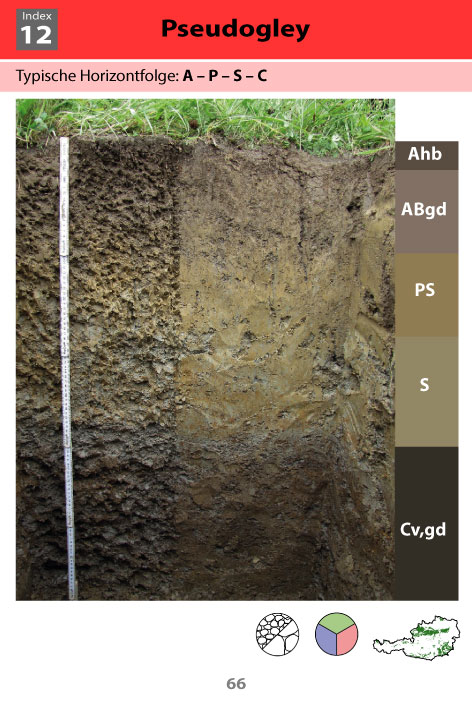 Index
12
Pseudogley
Typische Horizontfolge: A – P – S – C
Ahb
ABgd
PS
S
Cv,gd
66